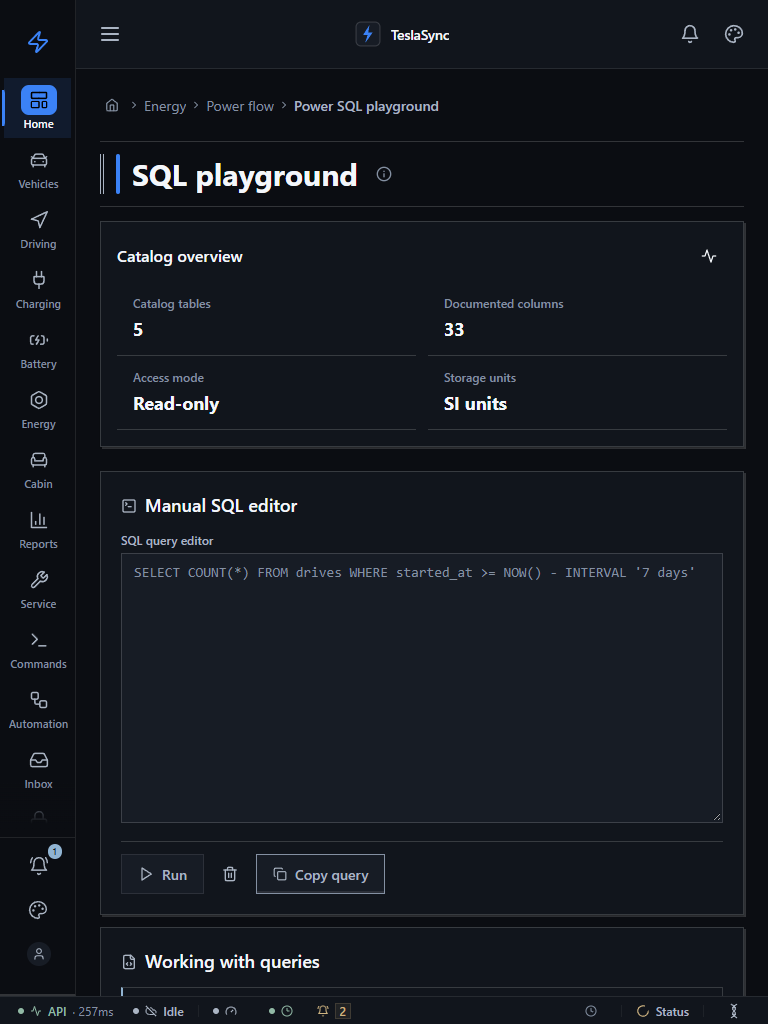 TeslaSync
Home
Vehicles
Driving
Charging
Battery
Energy
Cabin
Reports
Service
Commands
Automation
Inbox
1
Energy > Power flow > Power SQL playground
SQL playground
Catalog overview
Catalog tables
5
Documented columns
33
Access mode
Read-only
Storage units
SI units
Manual SQL editor
SQL query editor
SELECT COUNT(*) FROM drives WHERE started_at >= NOW() - INTERVAL '7 days'
Run
Copy query
Working with queries
API · 257ms
Idle
2
Status